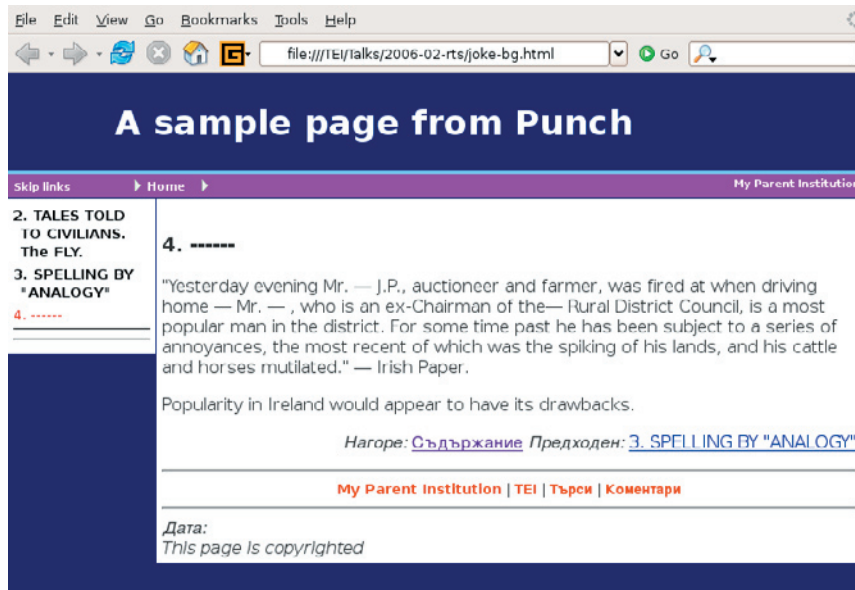 File Edit View Go Bookmarks Tools Help
G file:///TEI/Talks/2006-02-rts/joke-bg.html Go
A sample page from Punch
Skip links Home My Parent Institution
2. TALES TOLD
TO CIVILIANS.
The FLY.
3. SPELLING BY
"ANALOGY"
4. ------
4. ------
"Yesterday evening Mr. — J.P., auctioneer and farmer, was fired at when driving
home — Mr. — , who is an ex-Chairman of the— Rural District Council, is a most
popular man in the district. For some time past he has been subject to a series of
annoyances, the most recent of which was the spiking of his lands, and his cattle
and horses mutilated." — Irish Paper.
Popularity in Ireland would appear to have its drawbacks.
Нагоре: Съдържание Предходен: 3. SPELLING BY "ANALOGY"
My Parent Institution | TEI | Търси | Коментари
Дата:
This page is copyrighted